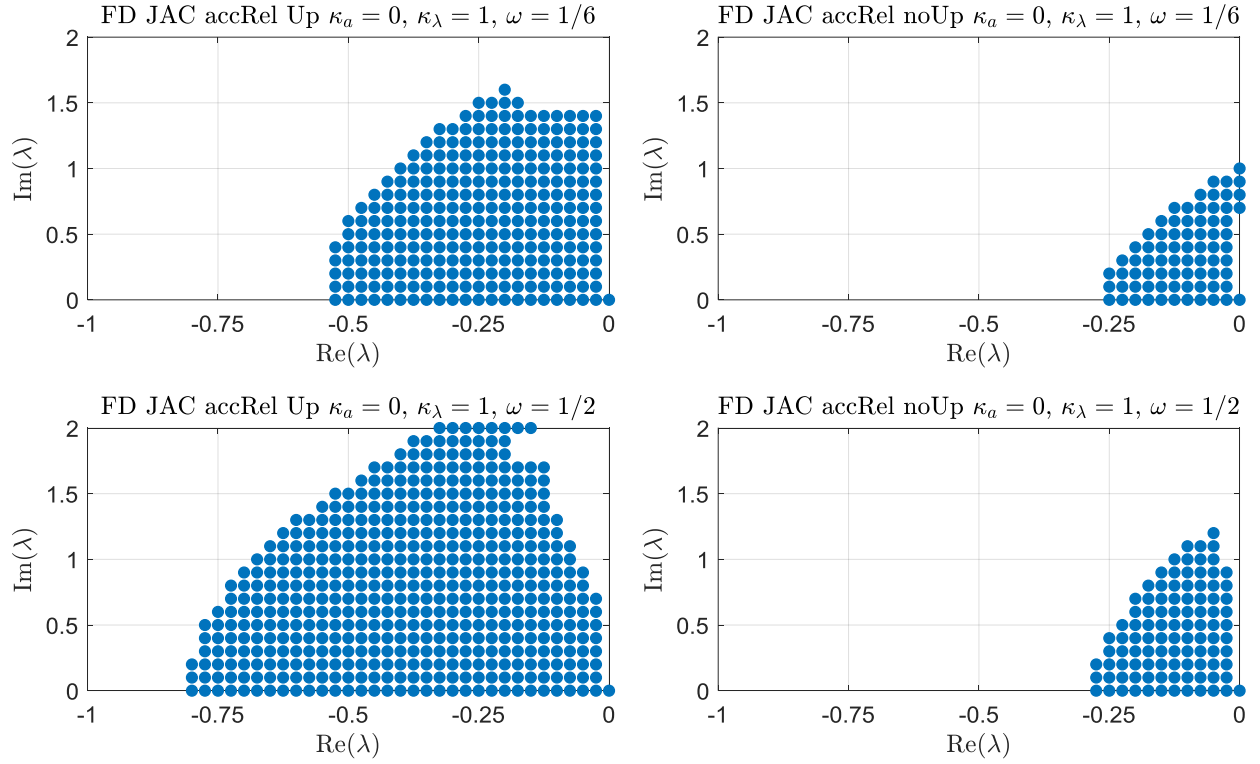 FD JAC accRel Up κₐ = 0, κ_λ = 1, ω = 1/6
2
1.5
1
0.5
0
Im(λ)
-1 -0.75 -0.5 -0.25 0
Re(λ)
FD JAC accRel noUp κₐ = 0, κ_λ = 1, ω = 1/6
2
1.5
1
0.5
0
Im(λ)
-1 -0.75 -0.5 -0.25 0
Re(λ)
FD JAC accRel Up κₐ = 0, κ_λ = 1, ω = 1/2
2
1.5
1
0.5
0
Im(λ)
-1 -0.75 -0.5 -0.25 0
Re(λ)
FD JAC accRel noUp κₐ = 0, κ_λ = 1, ω = 1/2
2
1.5
1
0.5
0
Im(λ)
-1 -0.75 -0.5 -0.25 0
Re(λ)